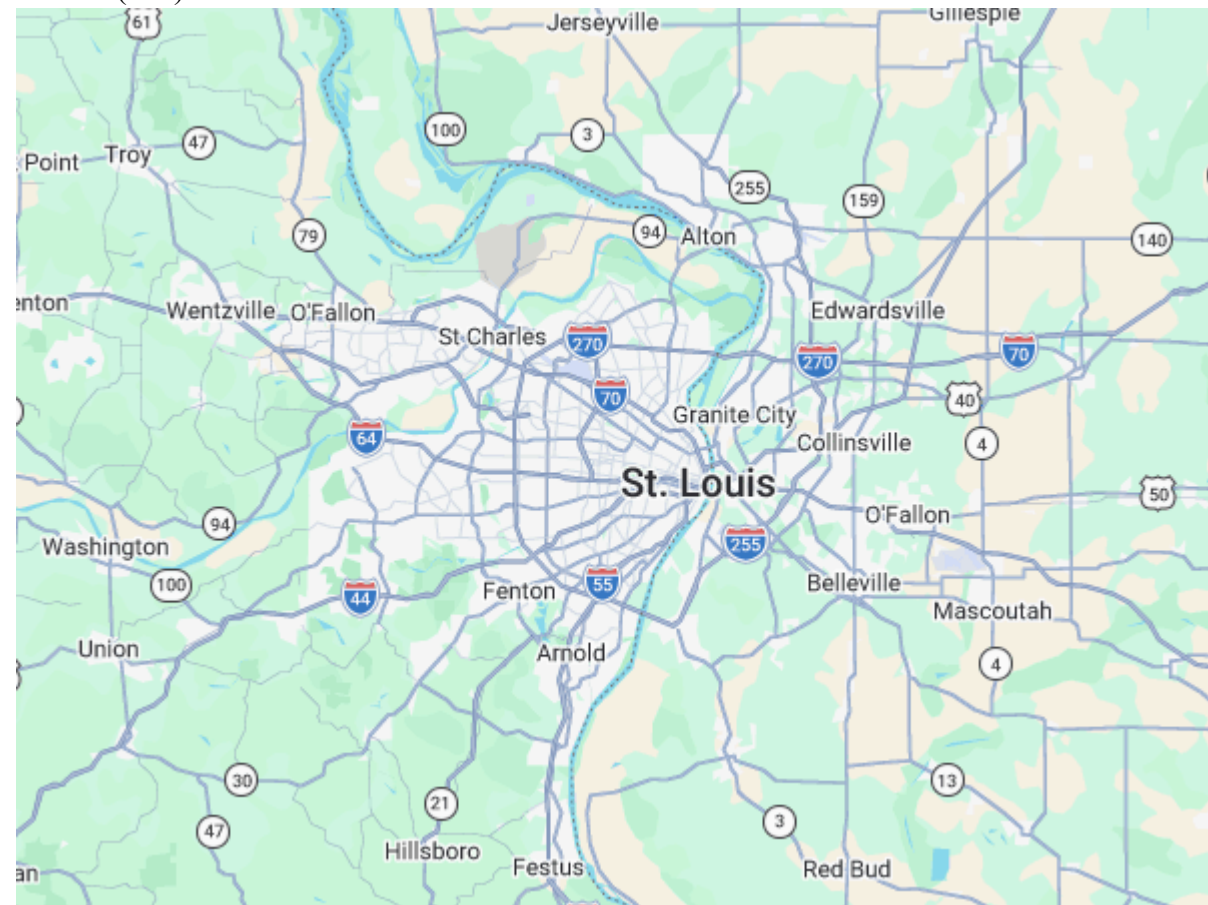 61
Jerseyville
Gillespie
100
3
47
Point
Troy
255
159
79
94
Alton
140
Wentzville
O'Fallon
Edwardsville
St Charles
270
270
70
70
40
Granite City
64
Collinsville
4
St. Louis
50
94
O'Fallon
Washington
255
100
44
Fenton
55
Belleville
Mascoutah
Union
Arnold
4
30
13
21
3
47
Hillsboro
Festus
Red Bud